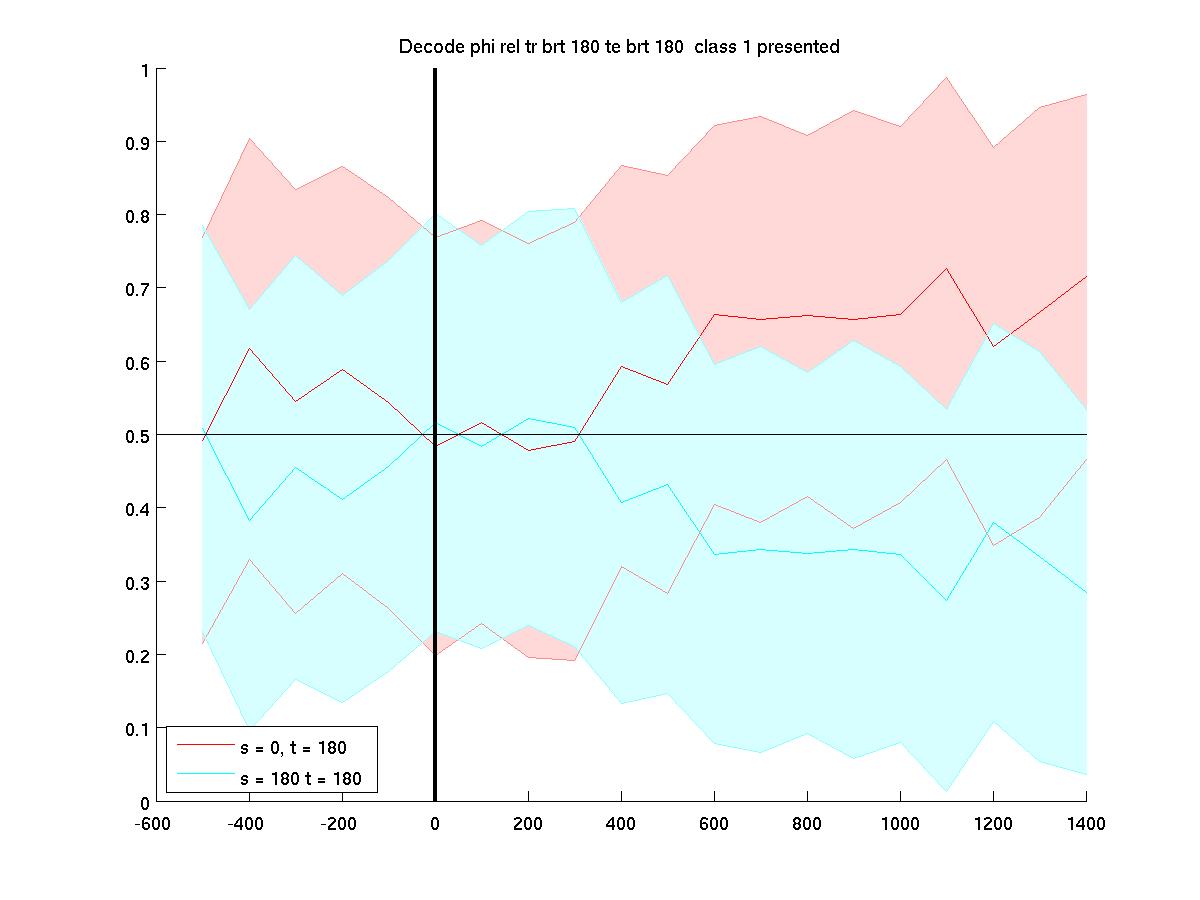 Decode phi rel tr brt 180 te brt 180  class 1 presented
1
0.9
0.8
0.7
0.6
0.5
0.4
0.3
0.2
0.1
0
s = 0, t = 180
s = 180 t = 180
-600 -400 -200 0 200 400 600 800 1000 1200 1400